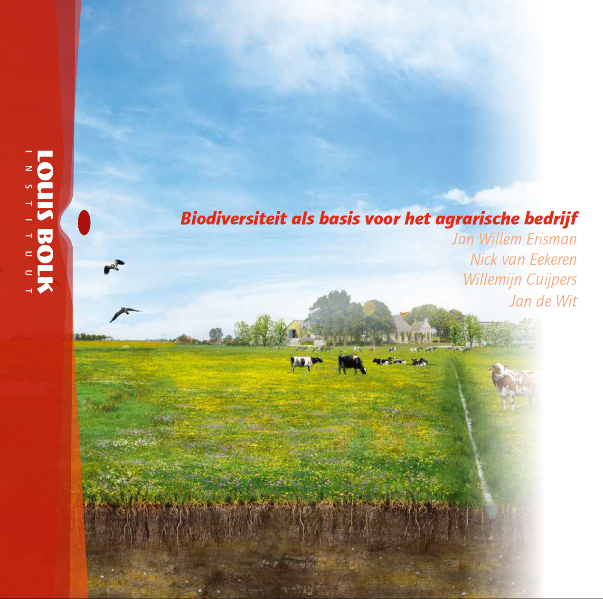 LOUIS BOLK
INSTITUUT
Biodiversiteit als basis voor het agrarische bedrijf
Jan Willem Erisman
Nick van Eekeren
Willemijn Cuijpers
Jan de Wit